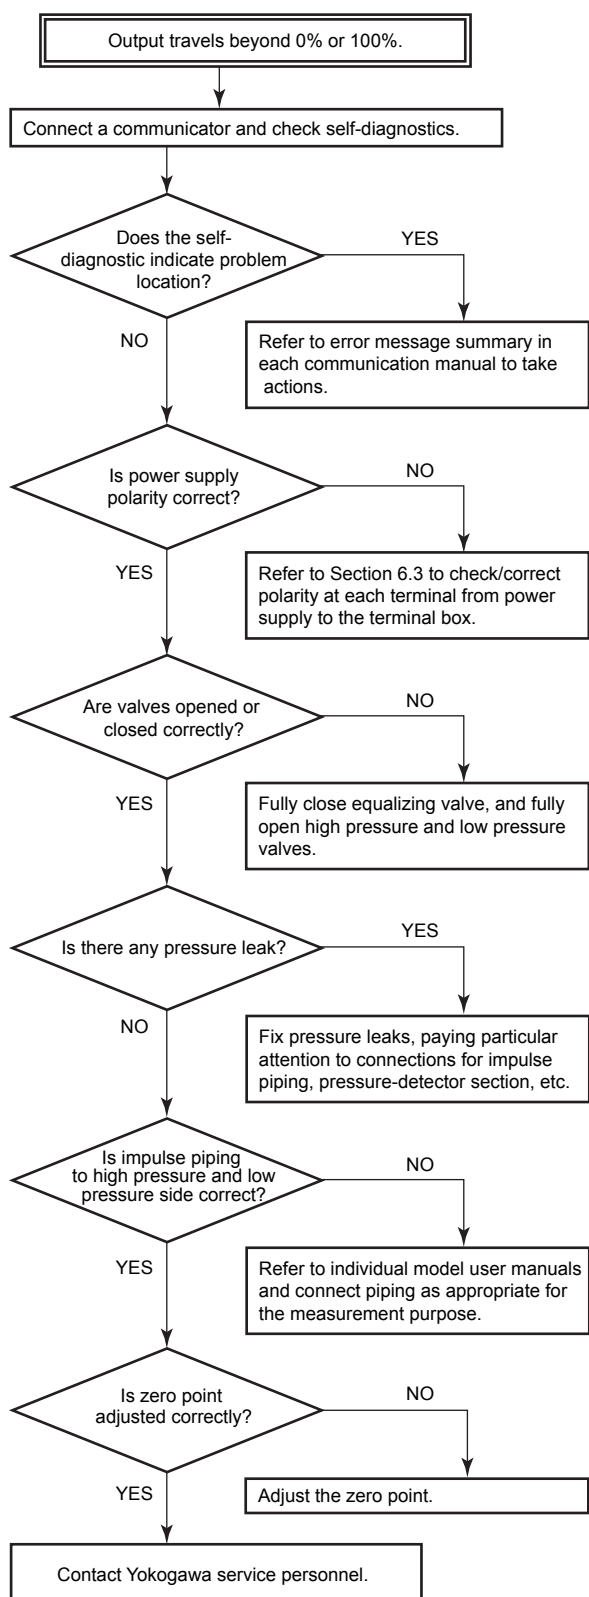 Output travels beyond 0% or 100%.
Connect a communicator and check self-diagnostics.
Does the self-
diagnostic indicate problem
location?
YES
Refer to error message summary in
each communication manual to take
actions.
NO
Is power supply
polarity correct?
NO
Refer to Section 6.3 to check/correct
polarity at each terminal from power
supply to the terminal box.
YES
Are valves opened or
closed correctly?
NO
Fully close equalizing valve, and fully
open high pressure and low pressure
valves.
YES
Is there any pressure leak?
YES
Fix pressure leaks, paying particular
attention to connections for impulse
piping, pressure-detector section, etc.
NO
Is impulse piping
to high pressure and low
pressure side correct?
NO
Refer to individual model user manuals
and connect piping as appropriate for
the measurement purpose.
YES
Is zero point
adjusted correctly?
NO
Adjust the zero point.
YES
Contact Yokogawa service personnel.